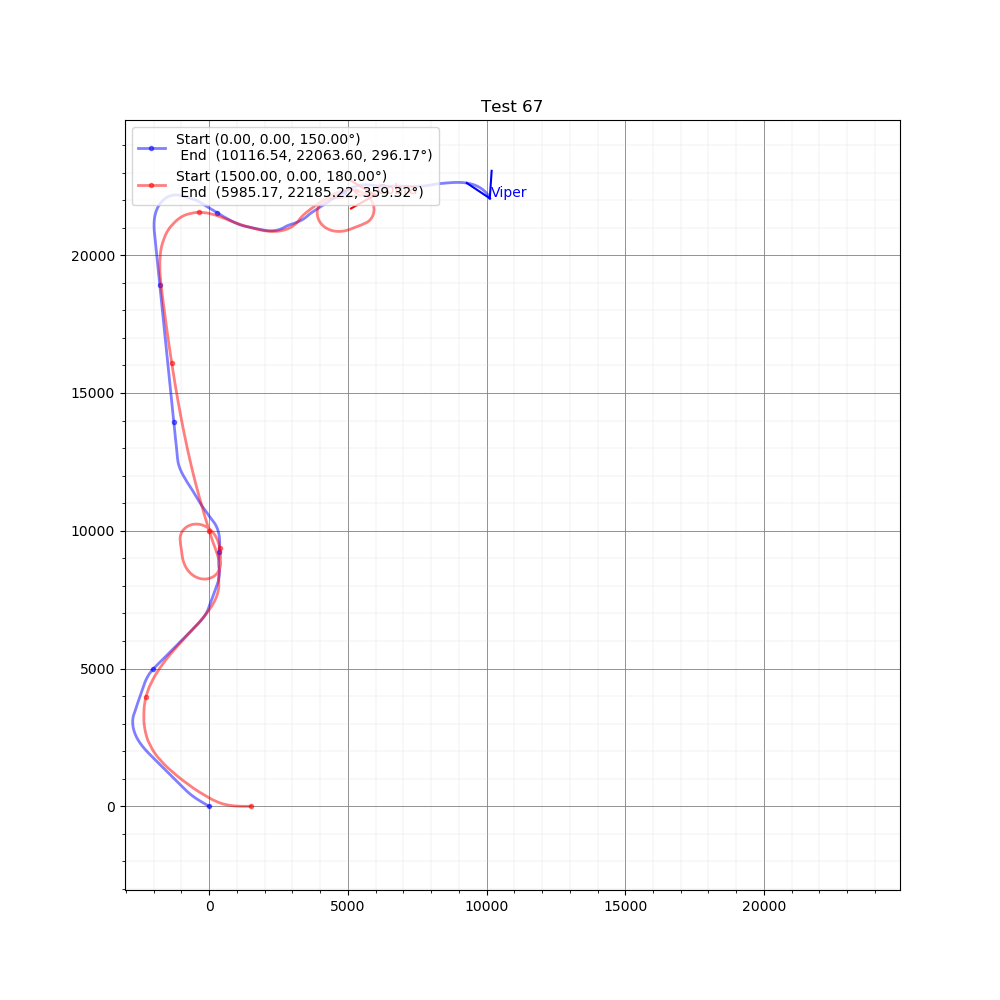 Test 67
Start (0.00, 0.00, 150.00°)
End (10116.54, 22063.60, 296.17°)
Start (1500.00, 0.00, 180.00°)
End (5985.17, 22185.22, 359.32°)
Viper
20000
15000
10000
5000
0
0 5000 10000 15000 20000